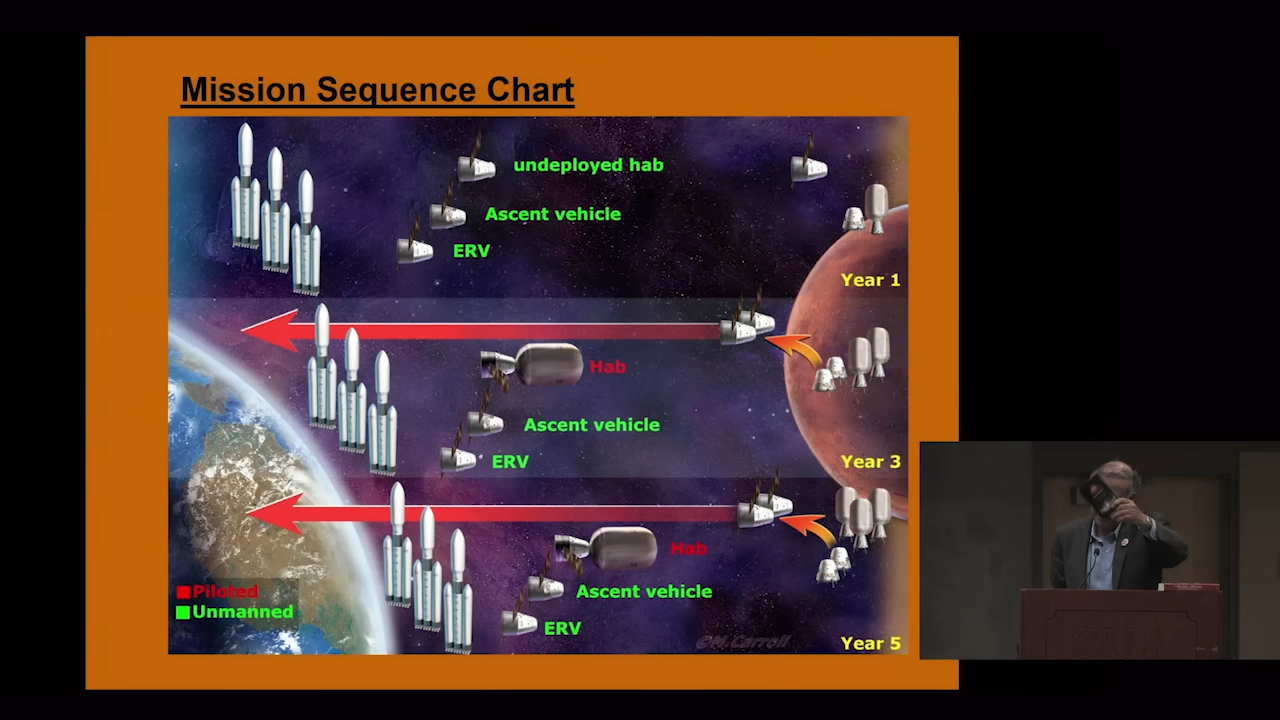 Mission Sequence Chart
undeployed hab
Ascent vehicle
ERV
Year 1
Hab
Ascent vehicle
ERV
Year 3
Hab
Ascent vehicle
ERV
Piloted
Unmanned
©M.Carroll
Year 5
CUA